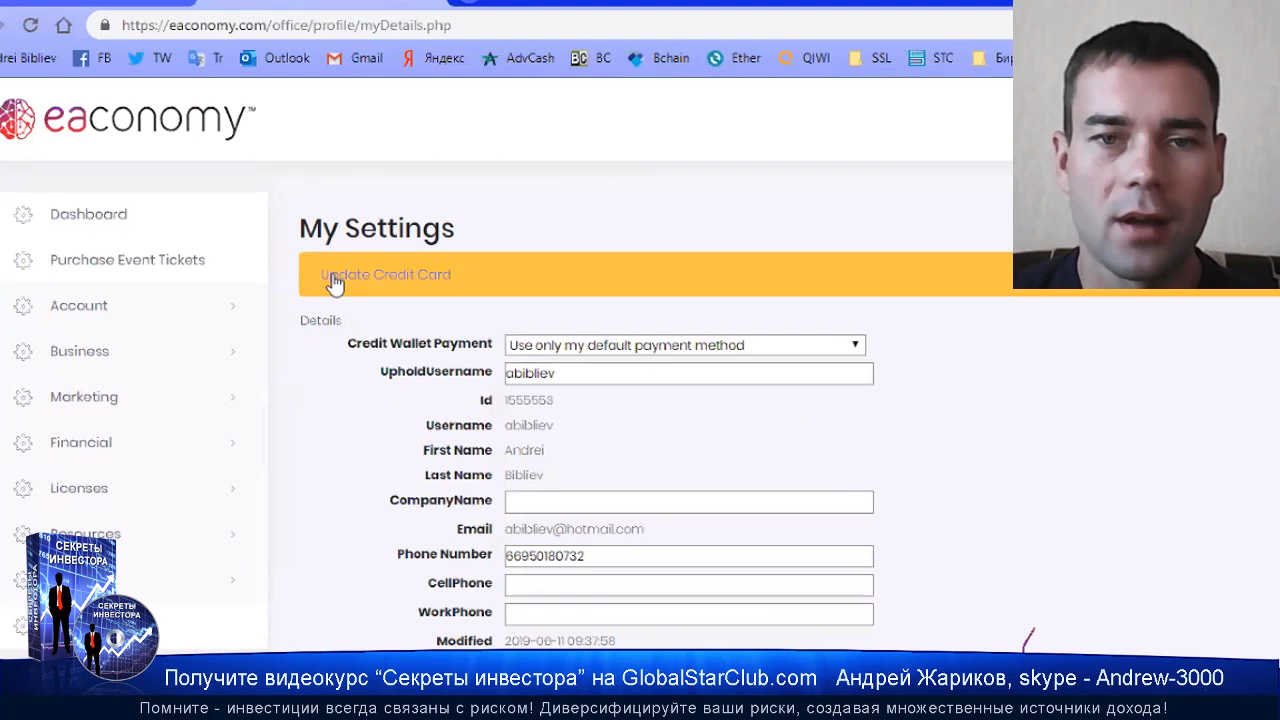 https://eaconomy.com/office/profile/myDetails.php
rei Bibliev FB TW Tr Outlook Gmail Яндекс AdvCash BC BC Bchain Ether QIWI SSL STC Бир
eaconomy™
Dashboard
Purchase Event Tickets
Account
Business
Marketing
Financial
Licenses
Resources
My Settings
Update Credit Card
Details
Credit Wallet Payment Use only my default payment method
UpholdUsername abibliev
Id 1555553
Username abibliev
First Name Andrei
Last Name Bibliev
CompanyName
Email abibliev@hotmail.com
Phone Number 66950180732
CellPhone
WorkPhone
Modified 2019-06-11 09:37:58
СЕКРЕТЫ
ИНВЕСТОРА
СЕКРЕТЫ
ИНВЕСТОРА
Получите видеокурс “Секреты инвестора” на GlobalStarClub.com Андрей Жариков, skype - Andrew-3000
Помните - инвестиции всегда связаны с риском! Диверсифицируйте ваши риски, создавая множественные источники дохода!